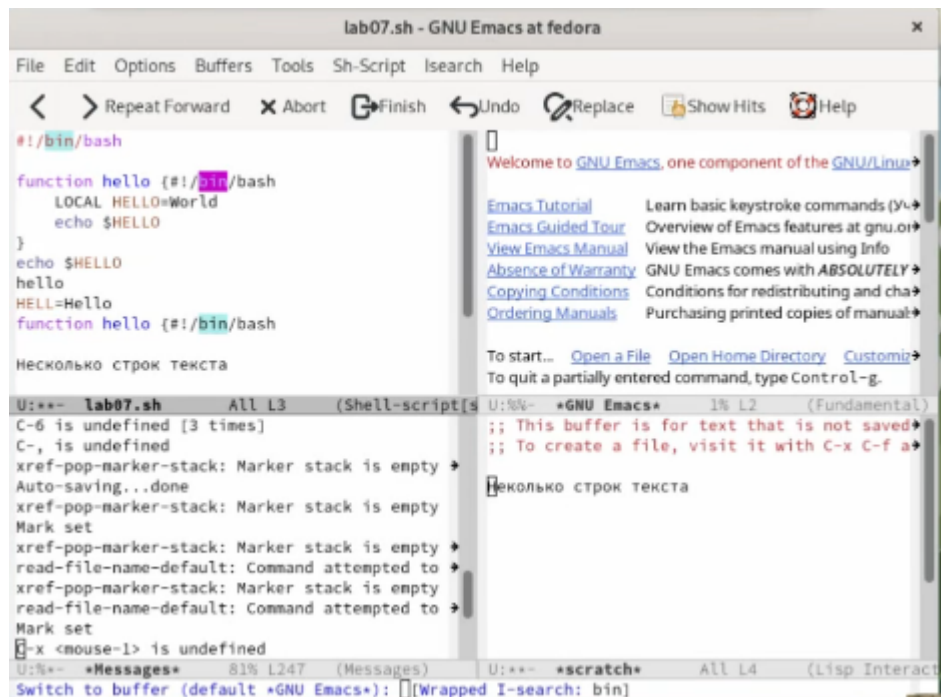 lab07.sh - GNU Emacs at fedora
File Edit Options Buffers Tools Sh-Script Isearch Help
Repeat Forward Abort Finish Undo Replace Show Hits Help
#!/bin/bash
function hello {#!/bin/bash
LOCAL HELLO=World
echo $HELLO
}
echo $HELLO
hello
HELL=Hello
function hello {#!/bin/bash
Несколько строк текста
U:**- lab07.sh All L3 (Shell-script[s
Welcome to GNU Emacs, one component of the GNU/Linux
Emacs Tutorial Learn basic keystroke commands (Уч
Emacs Guided Tour Overview of Emacs features at gnu.or
View Emacs Manual View the Emacs manual using Info
Absence of Warranty GNU Emacs comes with ABSOLUTELY
Copying Conditions Conditions for redistributing and cha
Ordering Manuals Purchasing printed copies of manual
To start... Open a File Open Home Directory Customiz
To quit a partially entered command, type Control-g.
U:%%- *GNU Emacs* 1% L2 (Fundamental)
C-6 is undefined [3 times]
C-, is undefined
xref-pop-marker-stack: Marker stack is empty
Auto-saving...done
xref-pop-marker-stack: Marker stack is empty
Mark set
xref-pop-marker-stack: Marker stack is empty
read-file-name-default: Command attempted to
xref-pop-marker-stack: Marker stack is empty
read-file-name-default: Command attempted to
Mark set
C-x <mouse-1> is undefined
U:%*- *Messages* 81% L247 (Messages)
;; This buffer is for text that is not saved
;; To create a file, visit it with C-x C-f a
Неколько строк текста
U:**- *scratch* All L4 (Lisp Interact
Switch to buffer (default *GNU Emacs*): [Wrapped I-search: bin]